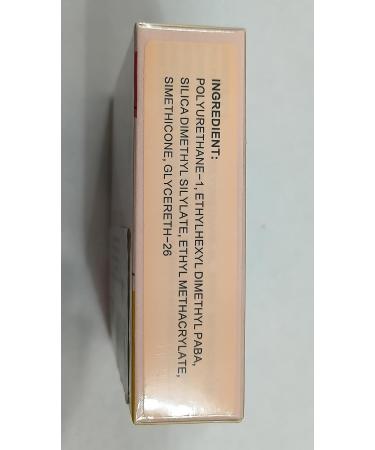 INGREDIENT:
POLYURETHANE-1, ETHYLHEXYL DIMETHYL PABA,
SILICA DIMETHYL SILYLATE, ETHYL METHACRYLATE,
SIMETHICONE, GLYCERETH-26